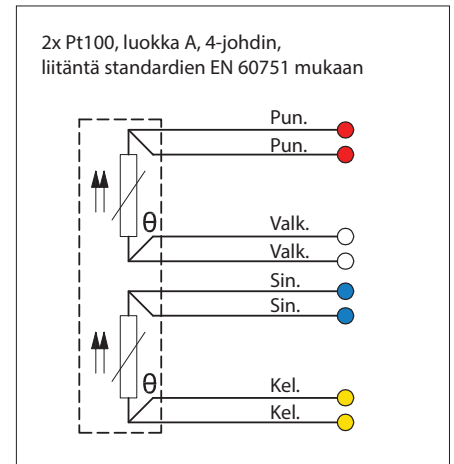 2x Pt100, luokka A, 4-johdin,
liitäntä standardien EN 60751 mukaan
Pun.
Pun.
θ
Valk.
Valk.
Sin.
Sin.
θ
Kel.
Kel.